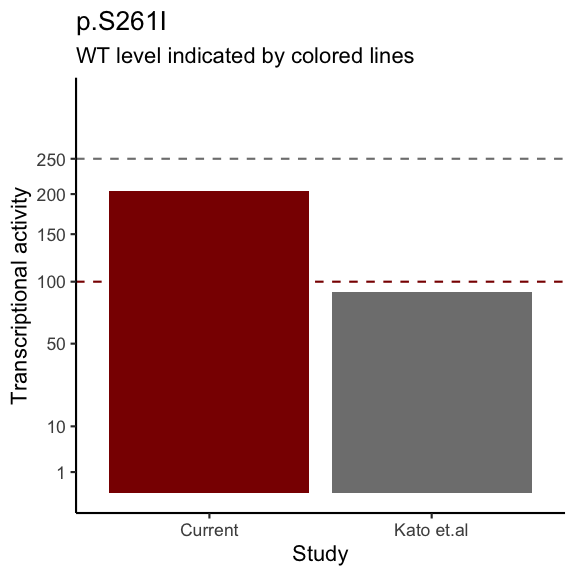 p.S261I
WT level indicated by colored lines
Transcriptional activity
250
200
150
100
50
10
1
Current
Kato et.al
Study